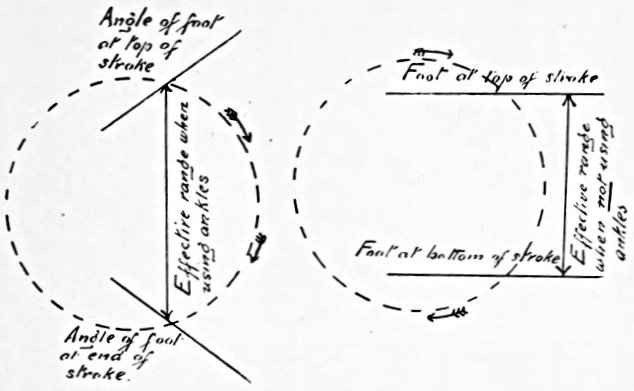 Angle of foot
at top of
stroke
Effective range when
using ankles
Angle of foot
at end of
stroke.
Foot at top of stroke
Foot at bottom of stroke
Effective range
when not using
ankles